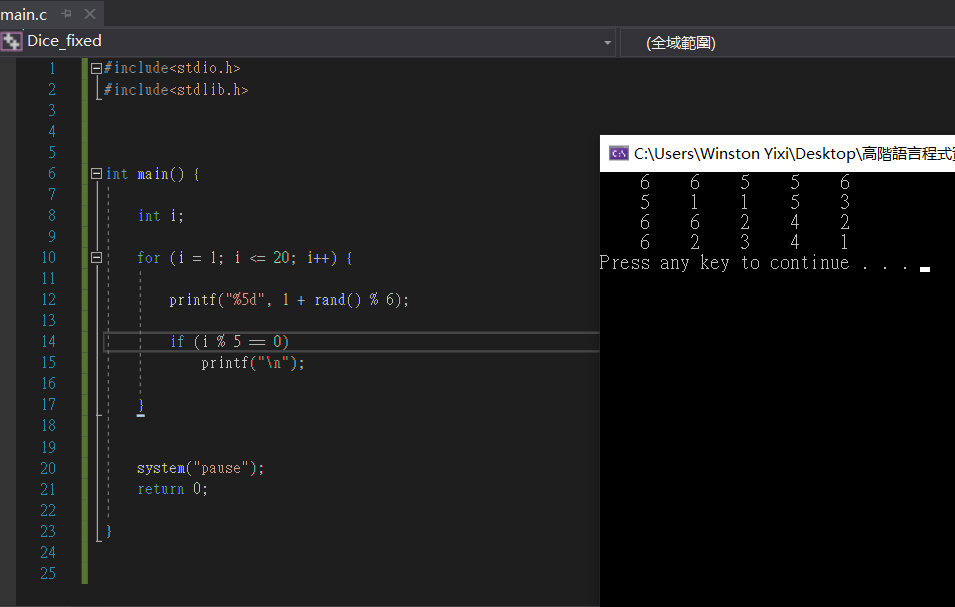 main.c
Dice_fixed
(全域範圍)
1 #include<stdio.h>
2 #include<stdlib.h>
3
4
5
6 int main() {
7
8 int i;
9
10 for (i = 1; i <= 20; i++) {
11
12 printf("%5d", 1 + rand() % 6);
13
14 if (i % 5 == 0)
15 printf("\n");
16
17 }
18
19
20 system("pause");
21 return 0;
22
23 }
24
25
C:\Users\Winston Yixi\Desktop\高階語言程式
6 6 5 5 6
5 1 1 5 3
6 6 2 4 2
6 2 3 4 1
Press any key to continue . . .